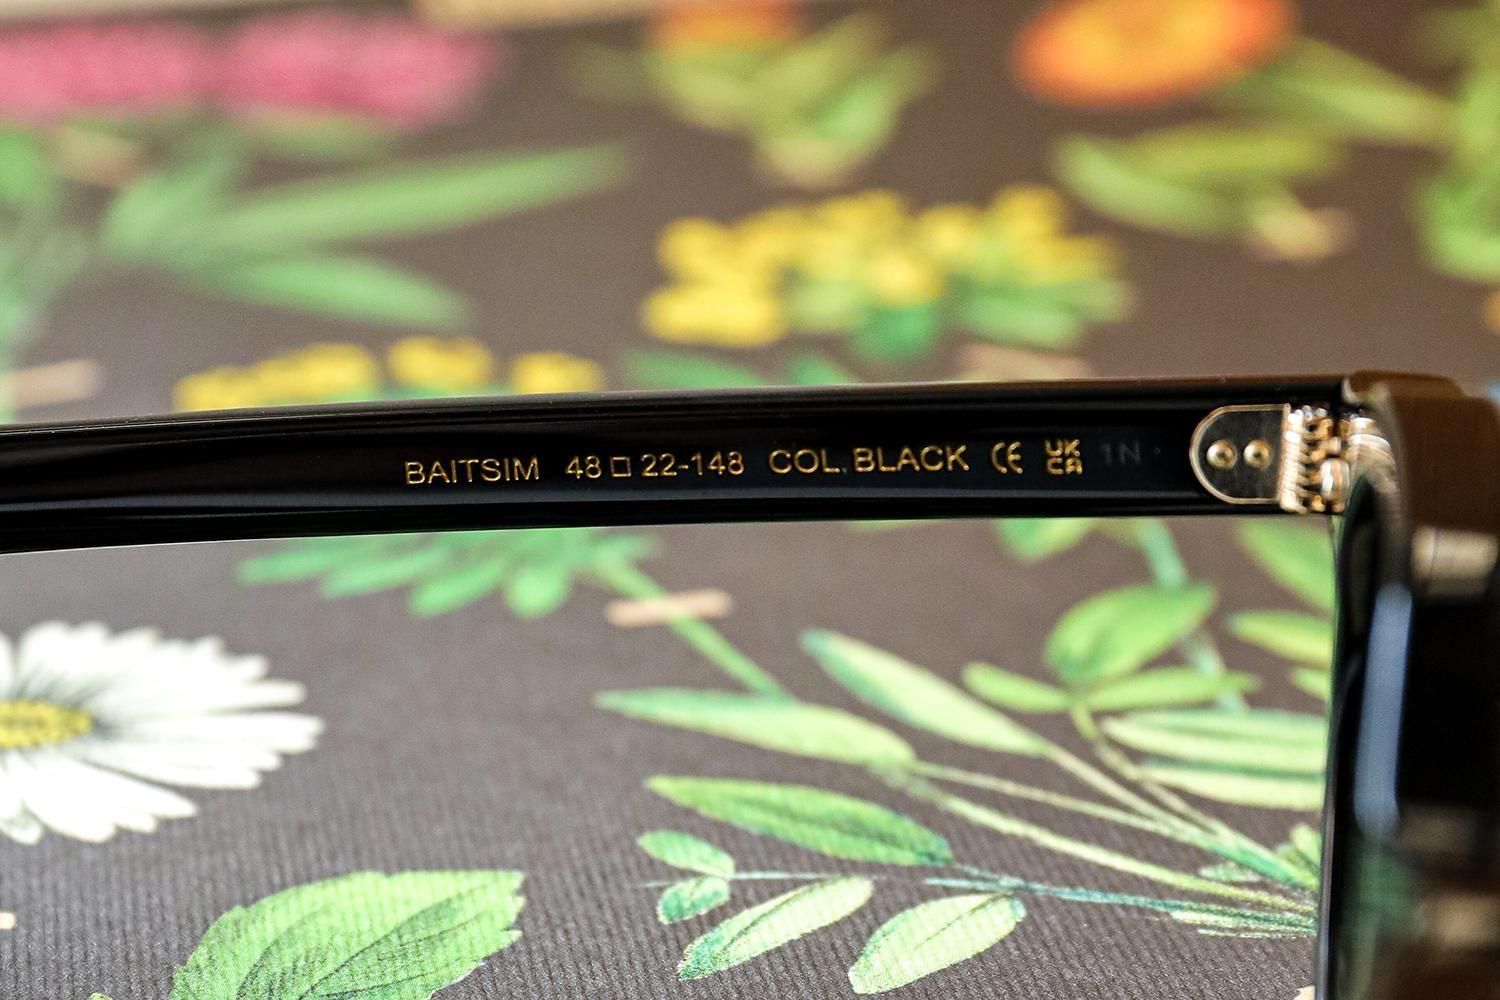 BAITSIM 48□22-148 COL. BLACK CE UKCA 1N